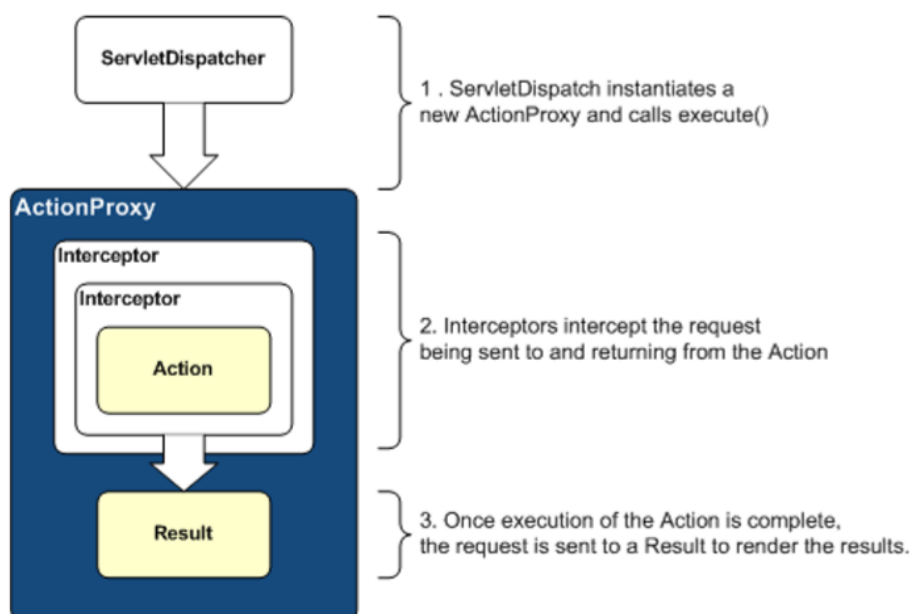 ServletDispatcher
1 . ServletDispatch instantiates a
new ActionProxy and calls execute()
ActionProxy
Interceptor
Interceptor
Action
2. Interceptors intercept the request
being sent to and returning from the Action
Result
3. Once execution of the Action is complete,
the request is sent to a Result to render the results.